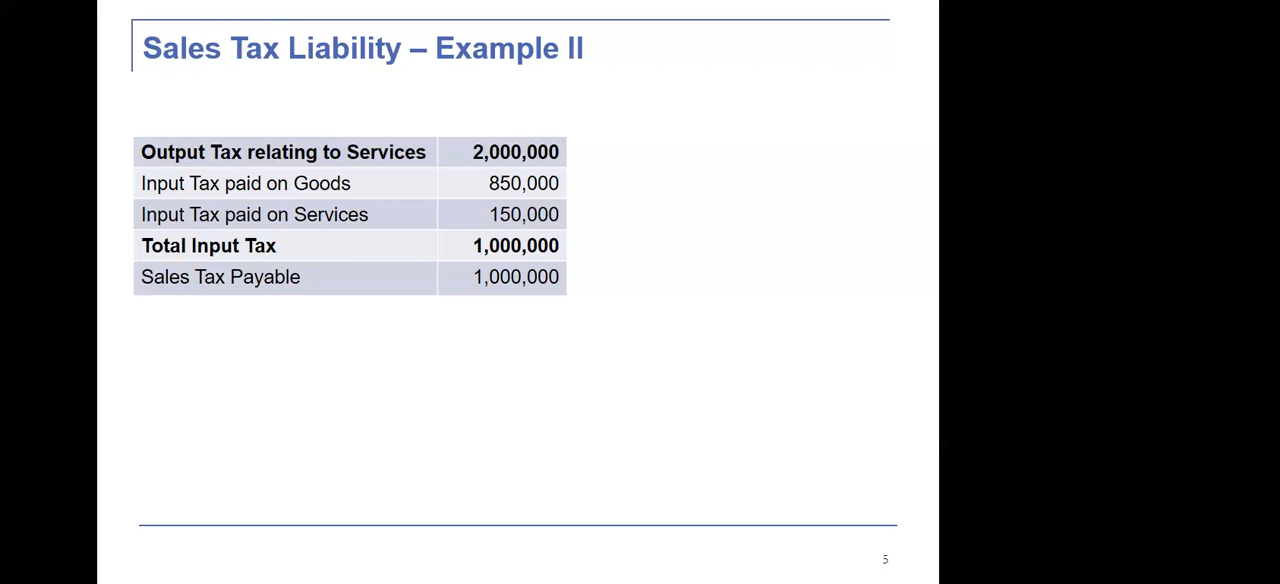 Sales Tax Liability – Example II
Output Tax relating to Services 2,000,000
Input Tax paid on Goods 850,000
Input Tax paid on Services 150,000
Total Input Tax 1,000,000
Sales Tax Payable 1,000,000
5